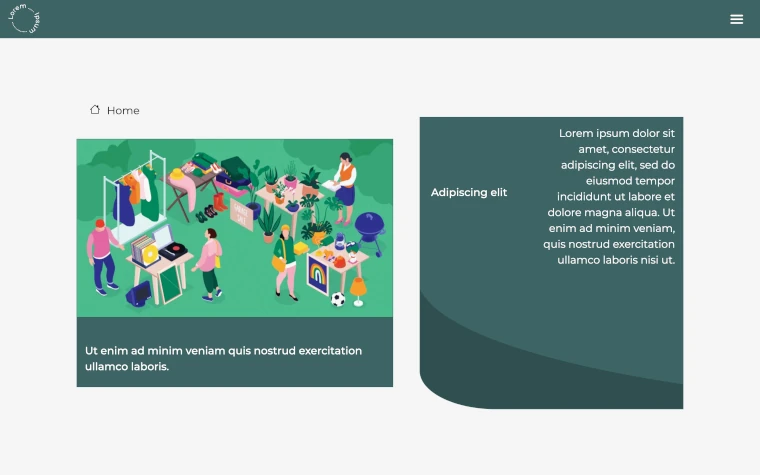 Lorem ipsum
Home
Ut enim ad minim veniam quis nostrud exercitation
ullamco laboris.
Adipiscing elit
Lorem ipsum dolor sit
amet, consectetur
adipiscing elit, sed do
eiusmod tempor
incididunt ut labore et
dolore magna aliqua. Ut
enim ad minim veniam,
quis nostrud exercitation
ullamco laboris nisi ut.